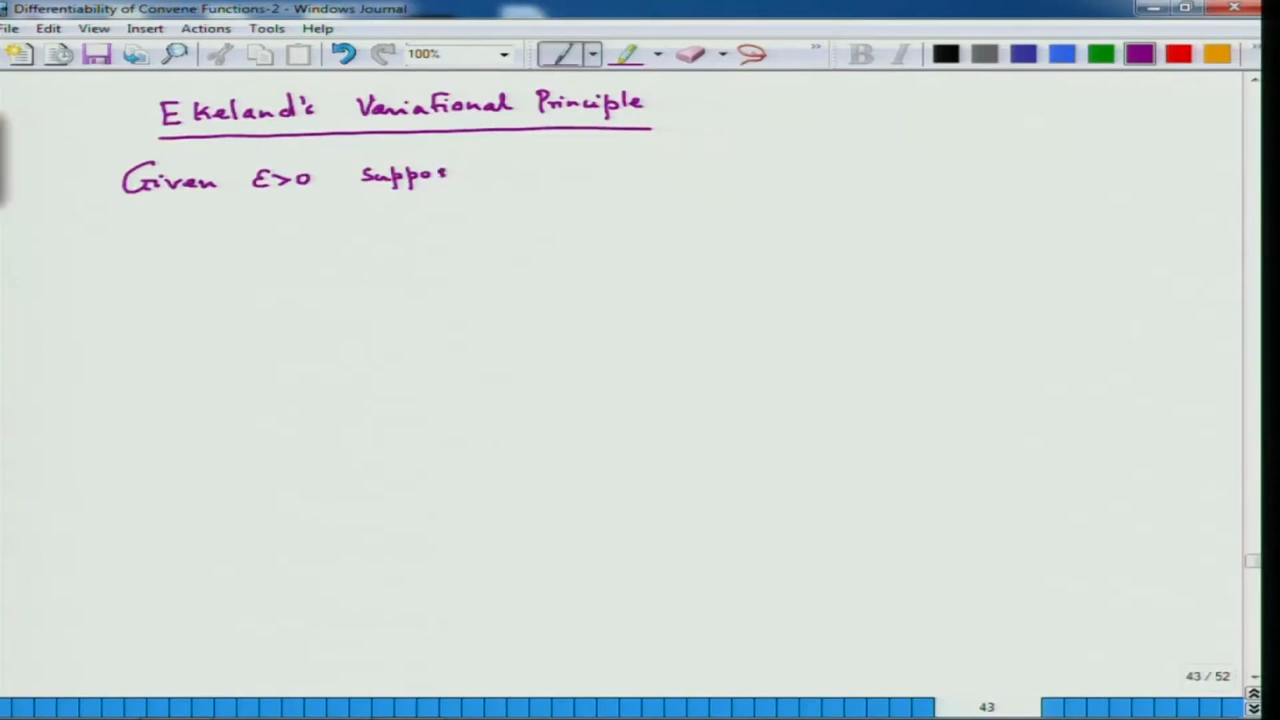 Differentiability of Convene Functions-2 - Windows Journal
File Edit View Insert Actions Tools Help
100%
B I
Ekeland's Variational Principle
Given ε>0 suppos
43 / 52
43